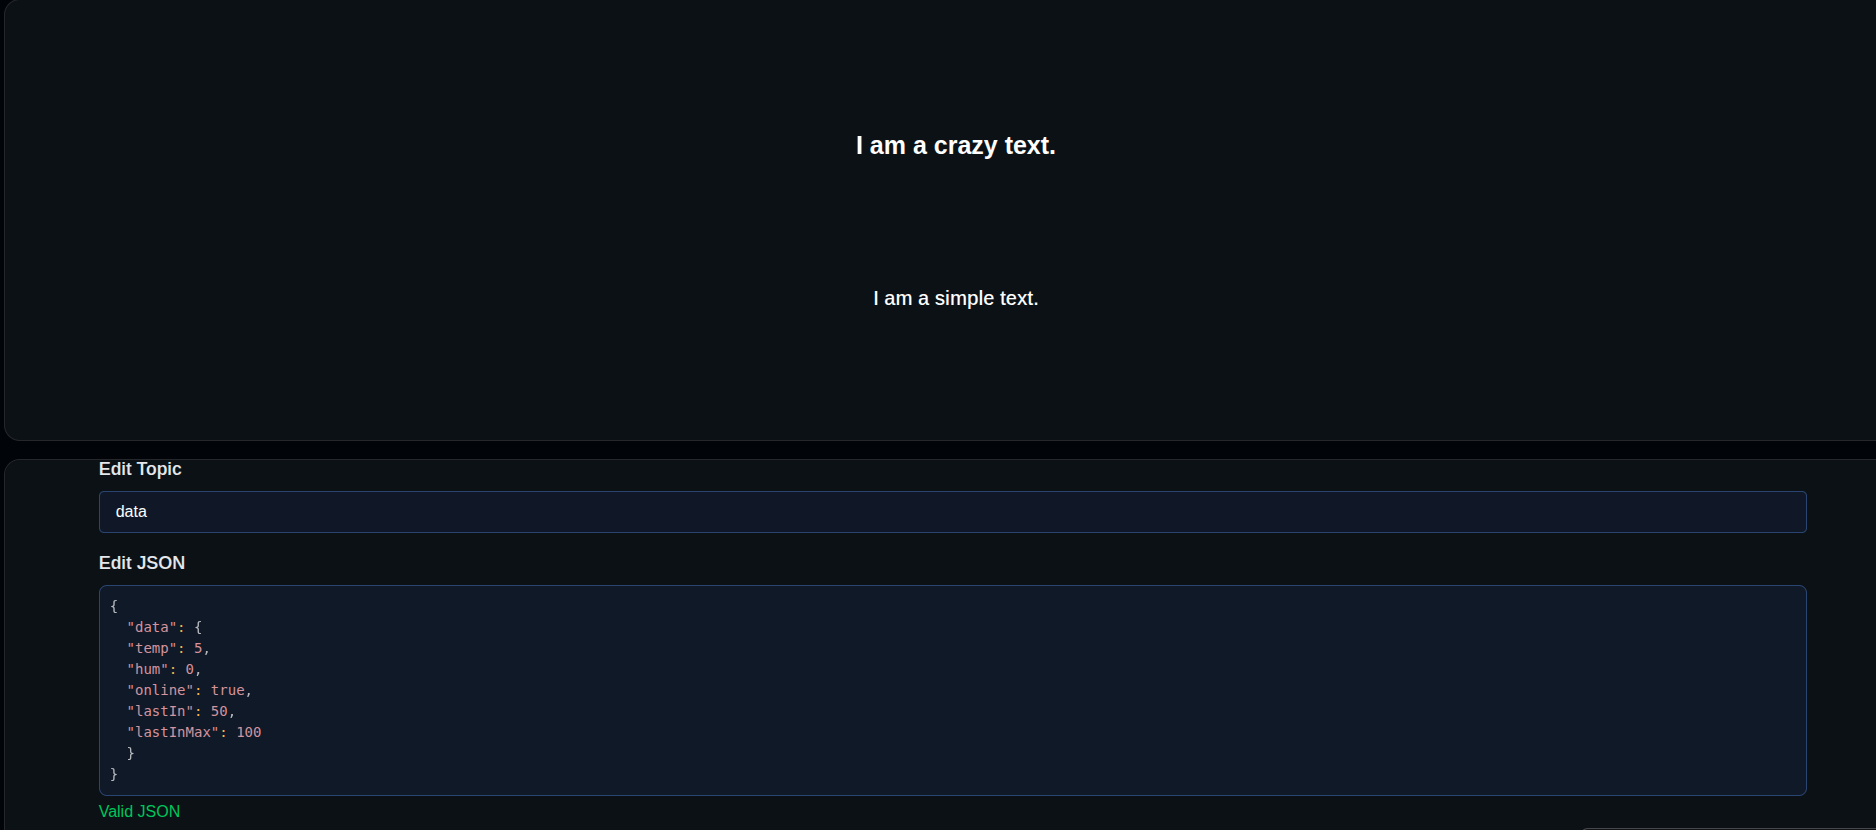 I am a crazy text.
I am a simple text.
Edit Topic
data
Edit JSON
{
  "data": {
  "temp": 5,
  "hum": 0,
  "online": true,
  "lastIn": 50,
  "lastInMax": 100
  }
}
Valid JSON